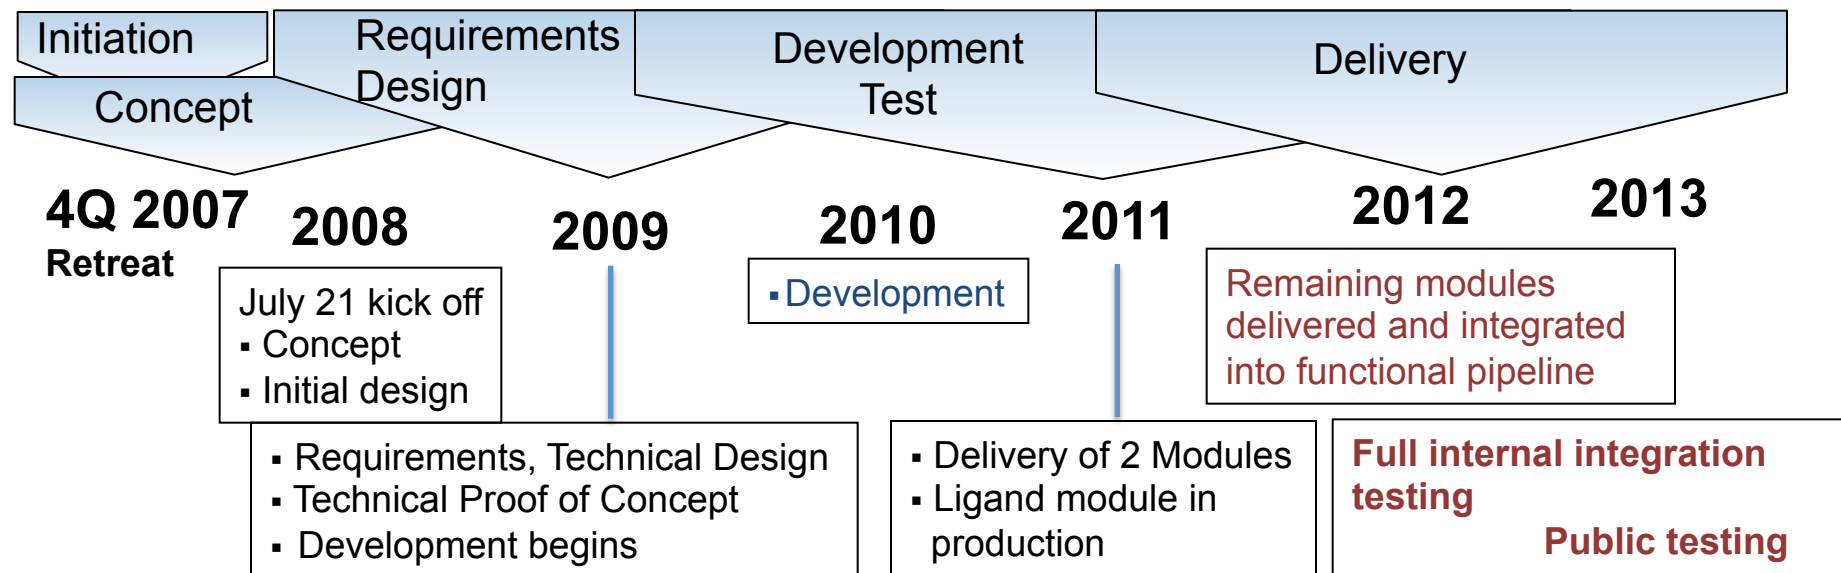 Initiation
Concept
Requirements
Design
Development
Test
Delivery
4Q 2007
Retreat
2008
2009
2010
2011
2012
2013
July 21 kick off
▪ Concept
▪ Initial design
▪ Requirements, Technical Design
▪ Technical Proof of Concept
▪ Development begins
▪ Development
▪ Delivery of 2 Modules
▪ Ligand module in
production
Remaining modules
delivered and integrated
into functional pipeline
Full internal integration
testing
Public testing